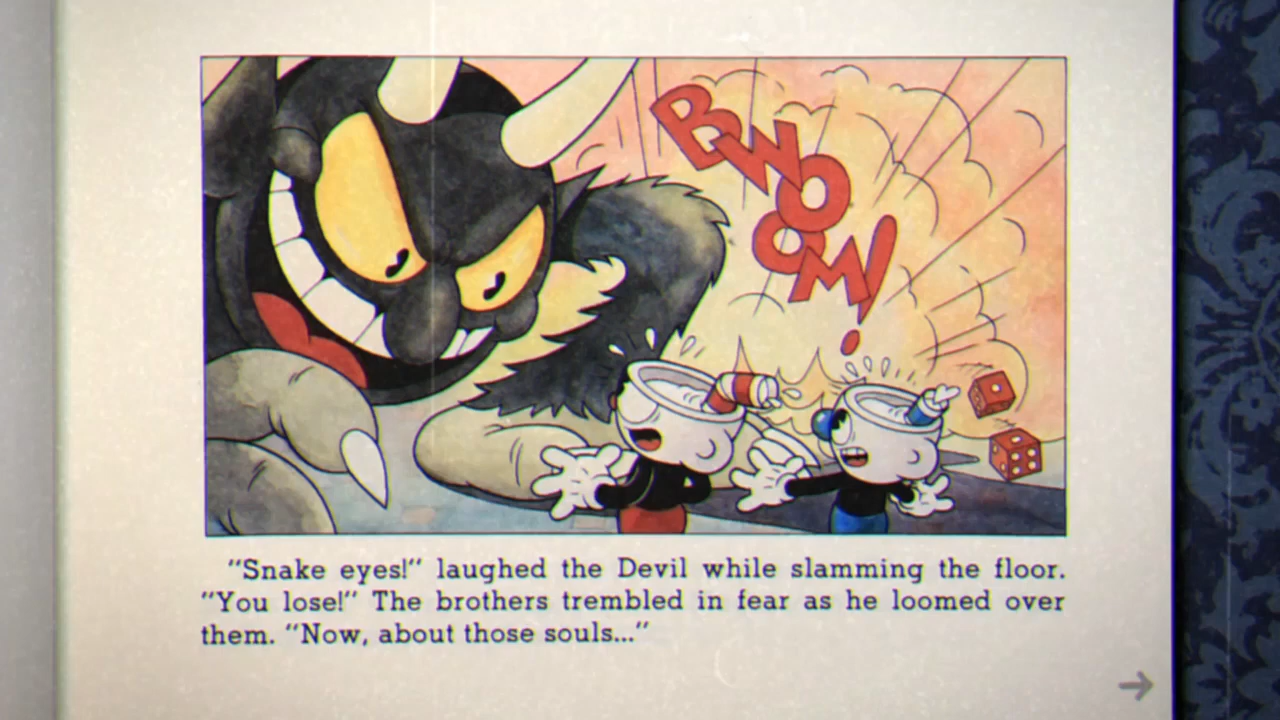 BWOOM!
“Snake eyes!“ laughed the Devil while slamming the floor.
“You lose!“ The brothers trembled in fear as he loomed over
them. “Now, about those souls...”